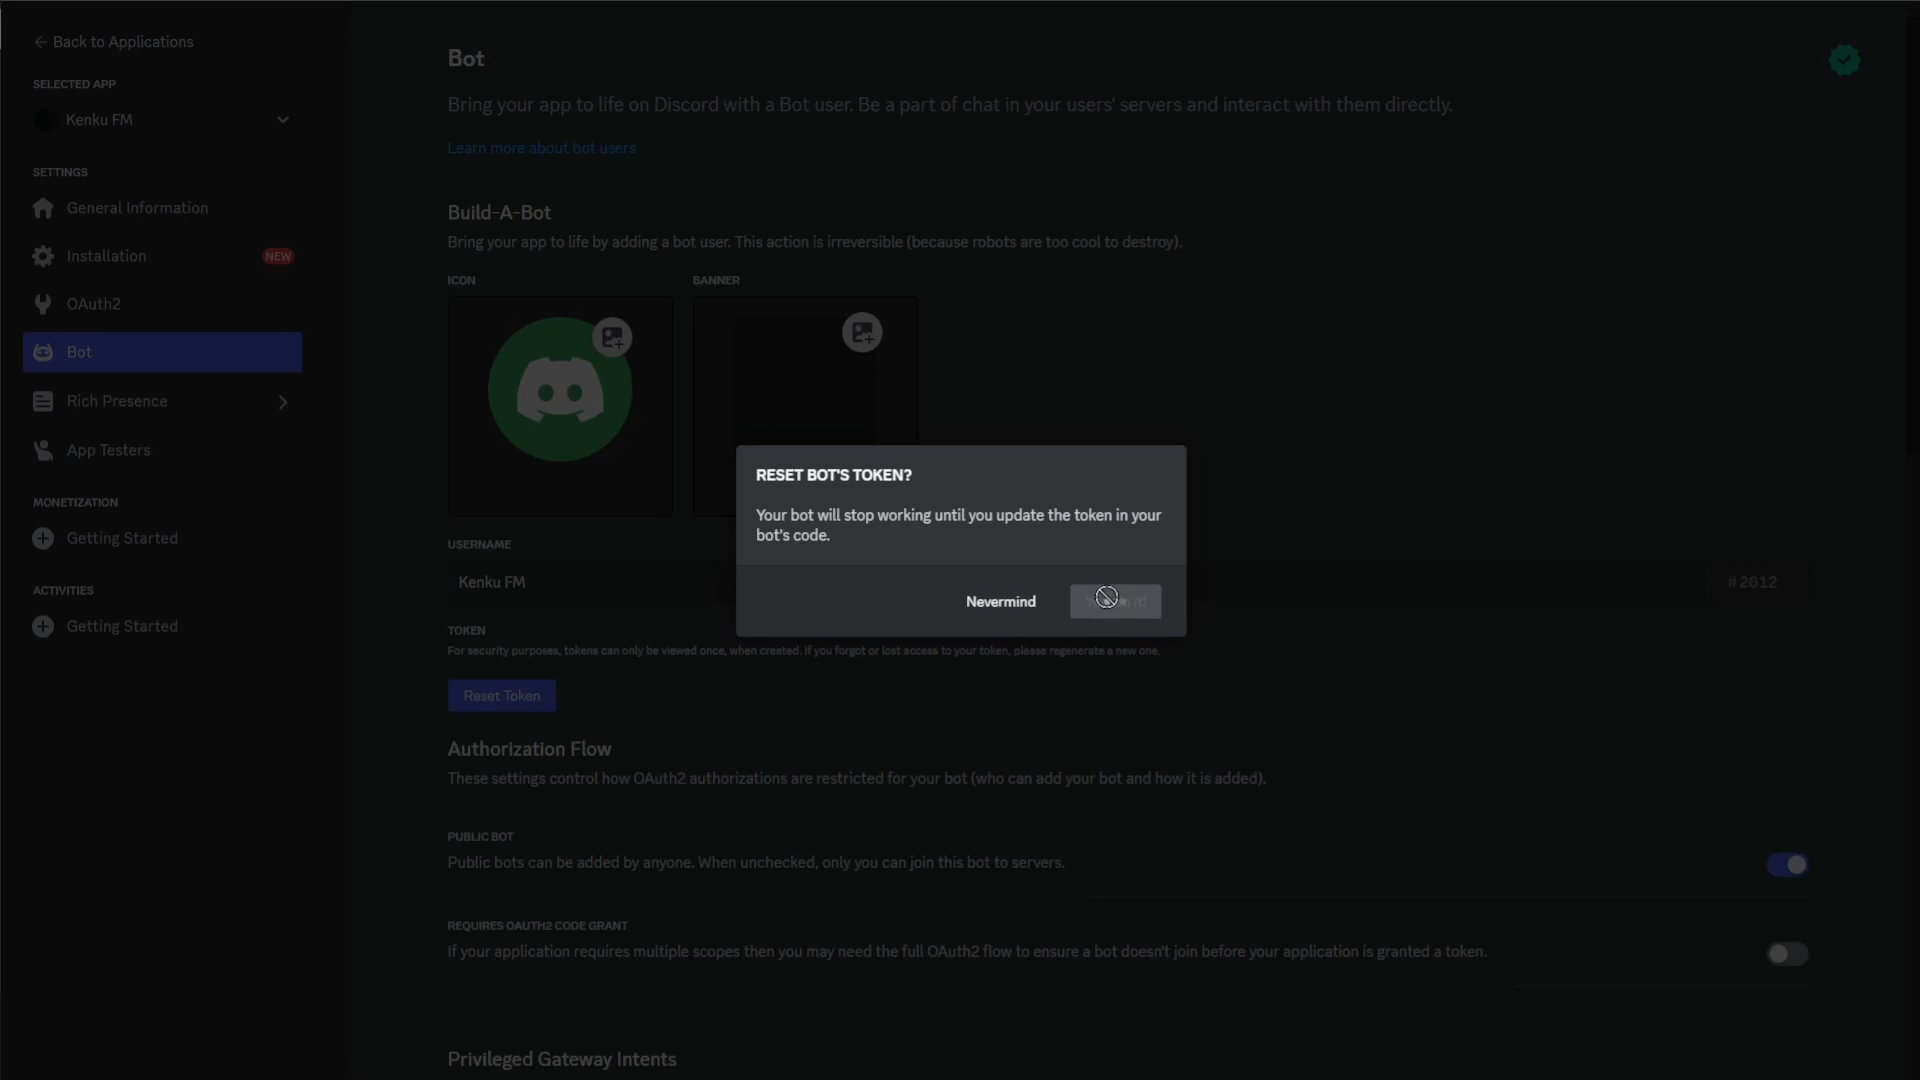 Back to Applications
SELECTED APP
Kenku FM
SETTINGS
General Information
Installation NEW
OAuth2
Bot
Rich Presence
App Testers
MONETIZATION
Getting Started
ACTIVITIES
Getting Started
Bot
Bring your app to life on Discord with a Bot user. Be a part of chat in your users' servers and interact with them directly.
Learn more about bot users
Build-A-Bot
Bring your app to life by adding a bot user. This action is irreversible (because robots are too cool to destroy).
ICON BANNER
USERNAME
Kenku FM #2012
TOKEN
For security purposes, tokens can only be viewed once, when created. If you forgot or lost access to your token, please regenerate a new one.
Reset Token
RESET BOT'S TOKEN?
Your bot will stop working until you update the token in your
bot's code.
Nevermind
Authorization Flow
These settings control how OAuth2 authorizations are restricted for your bot (who can add your bot and how it is added).
PUBLIC BOT
Public bots can be added by anyone. When unchecked, only you can join this bot to servers.
REQUIRES OAUTH2 CODE GRANT
If your application requires multiple scopes then you may need the full OAuth2 flow to ensure a bot doesn't join before your application is granted a token.
Privileged Gateway Intents